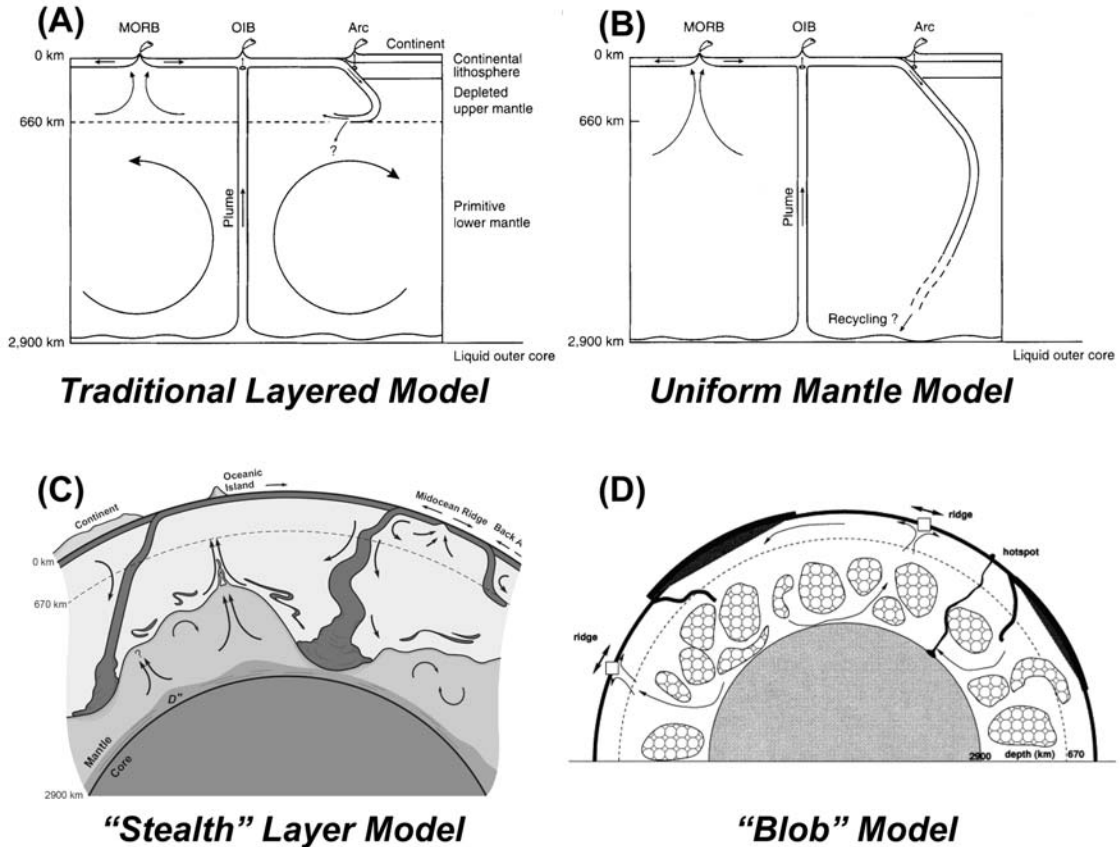 (A)
MORB OIB Arc
Continent
0 km
Continental
lithosphere
Depleted
upper mantle
660 km
?
Plume
Primitive
lower mantle
2,900 km
Liquid outer core
Traditional Layered Model
(B)
MORB OIB Arc
0 km
660 km
Plume
Recycling ?
2,900 km
Liquid outer core
Uniform Mantle Model
(C)
Continent
Oceanic
Island
Midocean Ridge
Back A
0 km
670 km
?
D"
Mantle
Core
2900 km
"Stealth" Layer Model
(D)
ridge
hotspot
ridge
2900 depth (km) 670
"Blob" Model